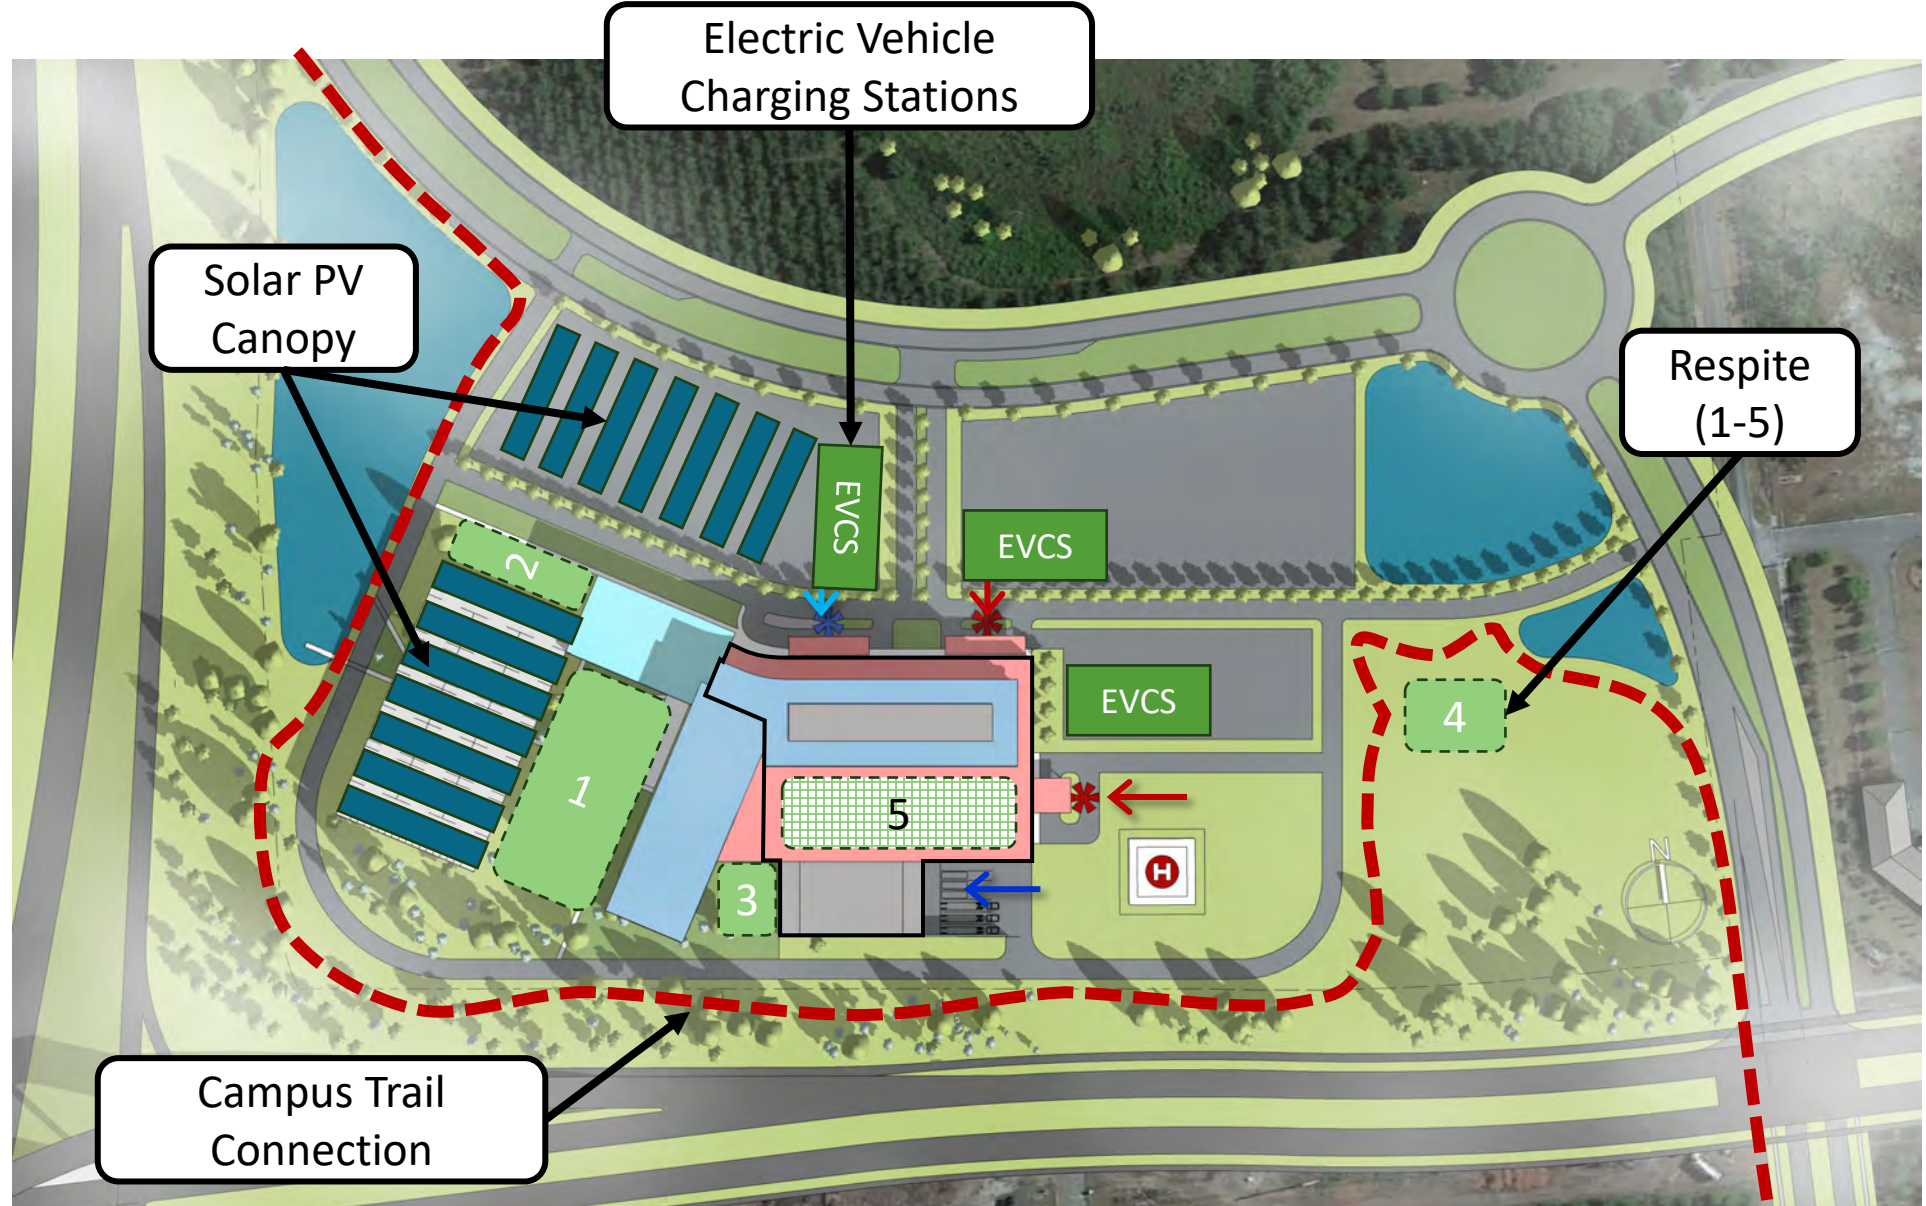 Electric Vehicle
Charging Stations
Solar PV
Canopy
Respite
(1-5)
EVCS
EVCS
2
EVCS
4
1
5
N
H
3
Campus Trail
Connection